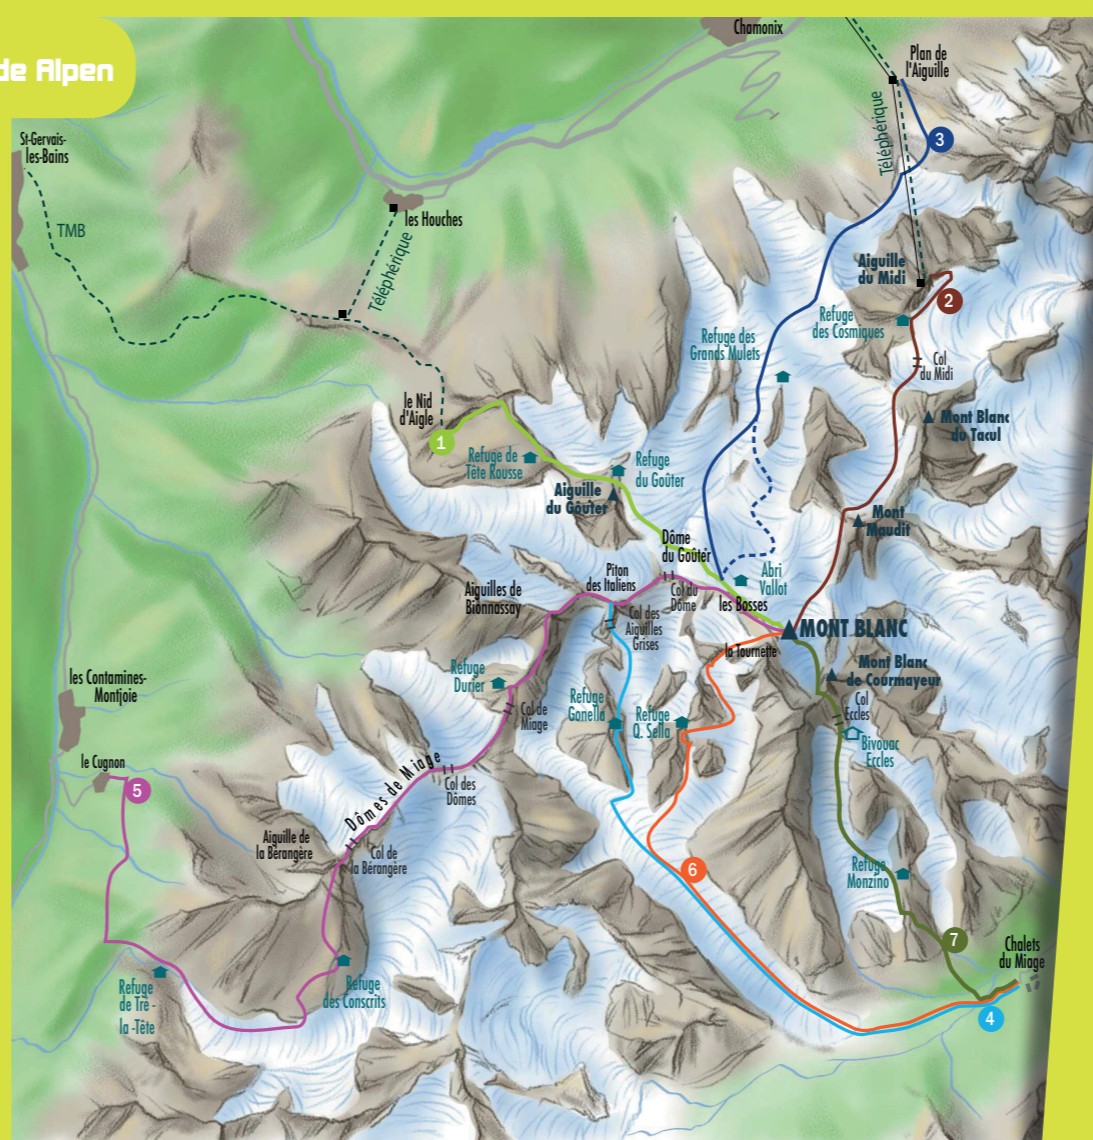 de Alpen
Chamonix
Plan de
l'Aiguille
St-Gervais-
les-Bains
Téléphérique
3
les Houches
TMB
Téléphérique
Aiguille
du Midi
2
Refuge
des Cosmiques
Refuge des
Grands Mulets
Col
du Midi
le Nid
d'Aigle
1
Mont Blanc
du Tacul
Refuge de
Tête Rousse
Refuge
du Goûter
Aiguille
du Goûter
Mont
Maudit
Dôme
du Goûter
Piton
des Italiens
Abri
Vallot
Aiguilles de
Bionnassay
Col du
Dôme
les Bosses
Col des
Aiguilles
Grises
MONT BLANC
la Tournette
Mont Blanc
de Courmayeur
Refuge
Durier
les Contamines-
Montjoie
Col de
Miage
Refuge
Gonella
Refuge
Q. Sella
Col
Eccles
Bivouac
Eccles
le Cugnon
5
Dômes de Miage
Col des
Dômes
Aiguille de
la Bérangère
Col de
la Bérangère
6
Refuge
Monzino
7
Chalets
du Miage
Refuge
de Tré -
la -Tête
Refuge
des Conscrits
4